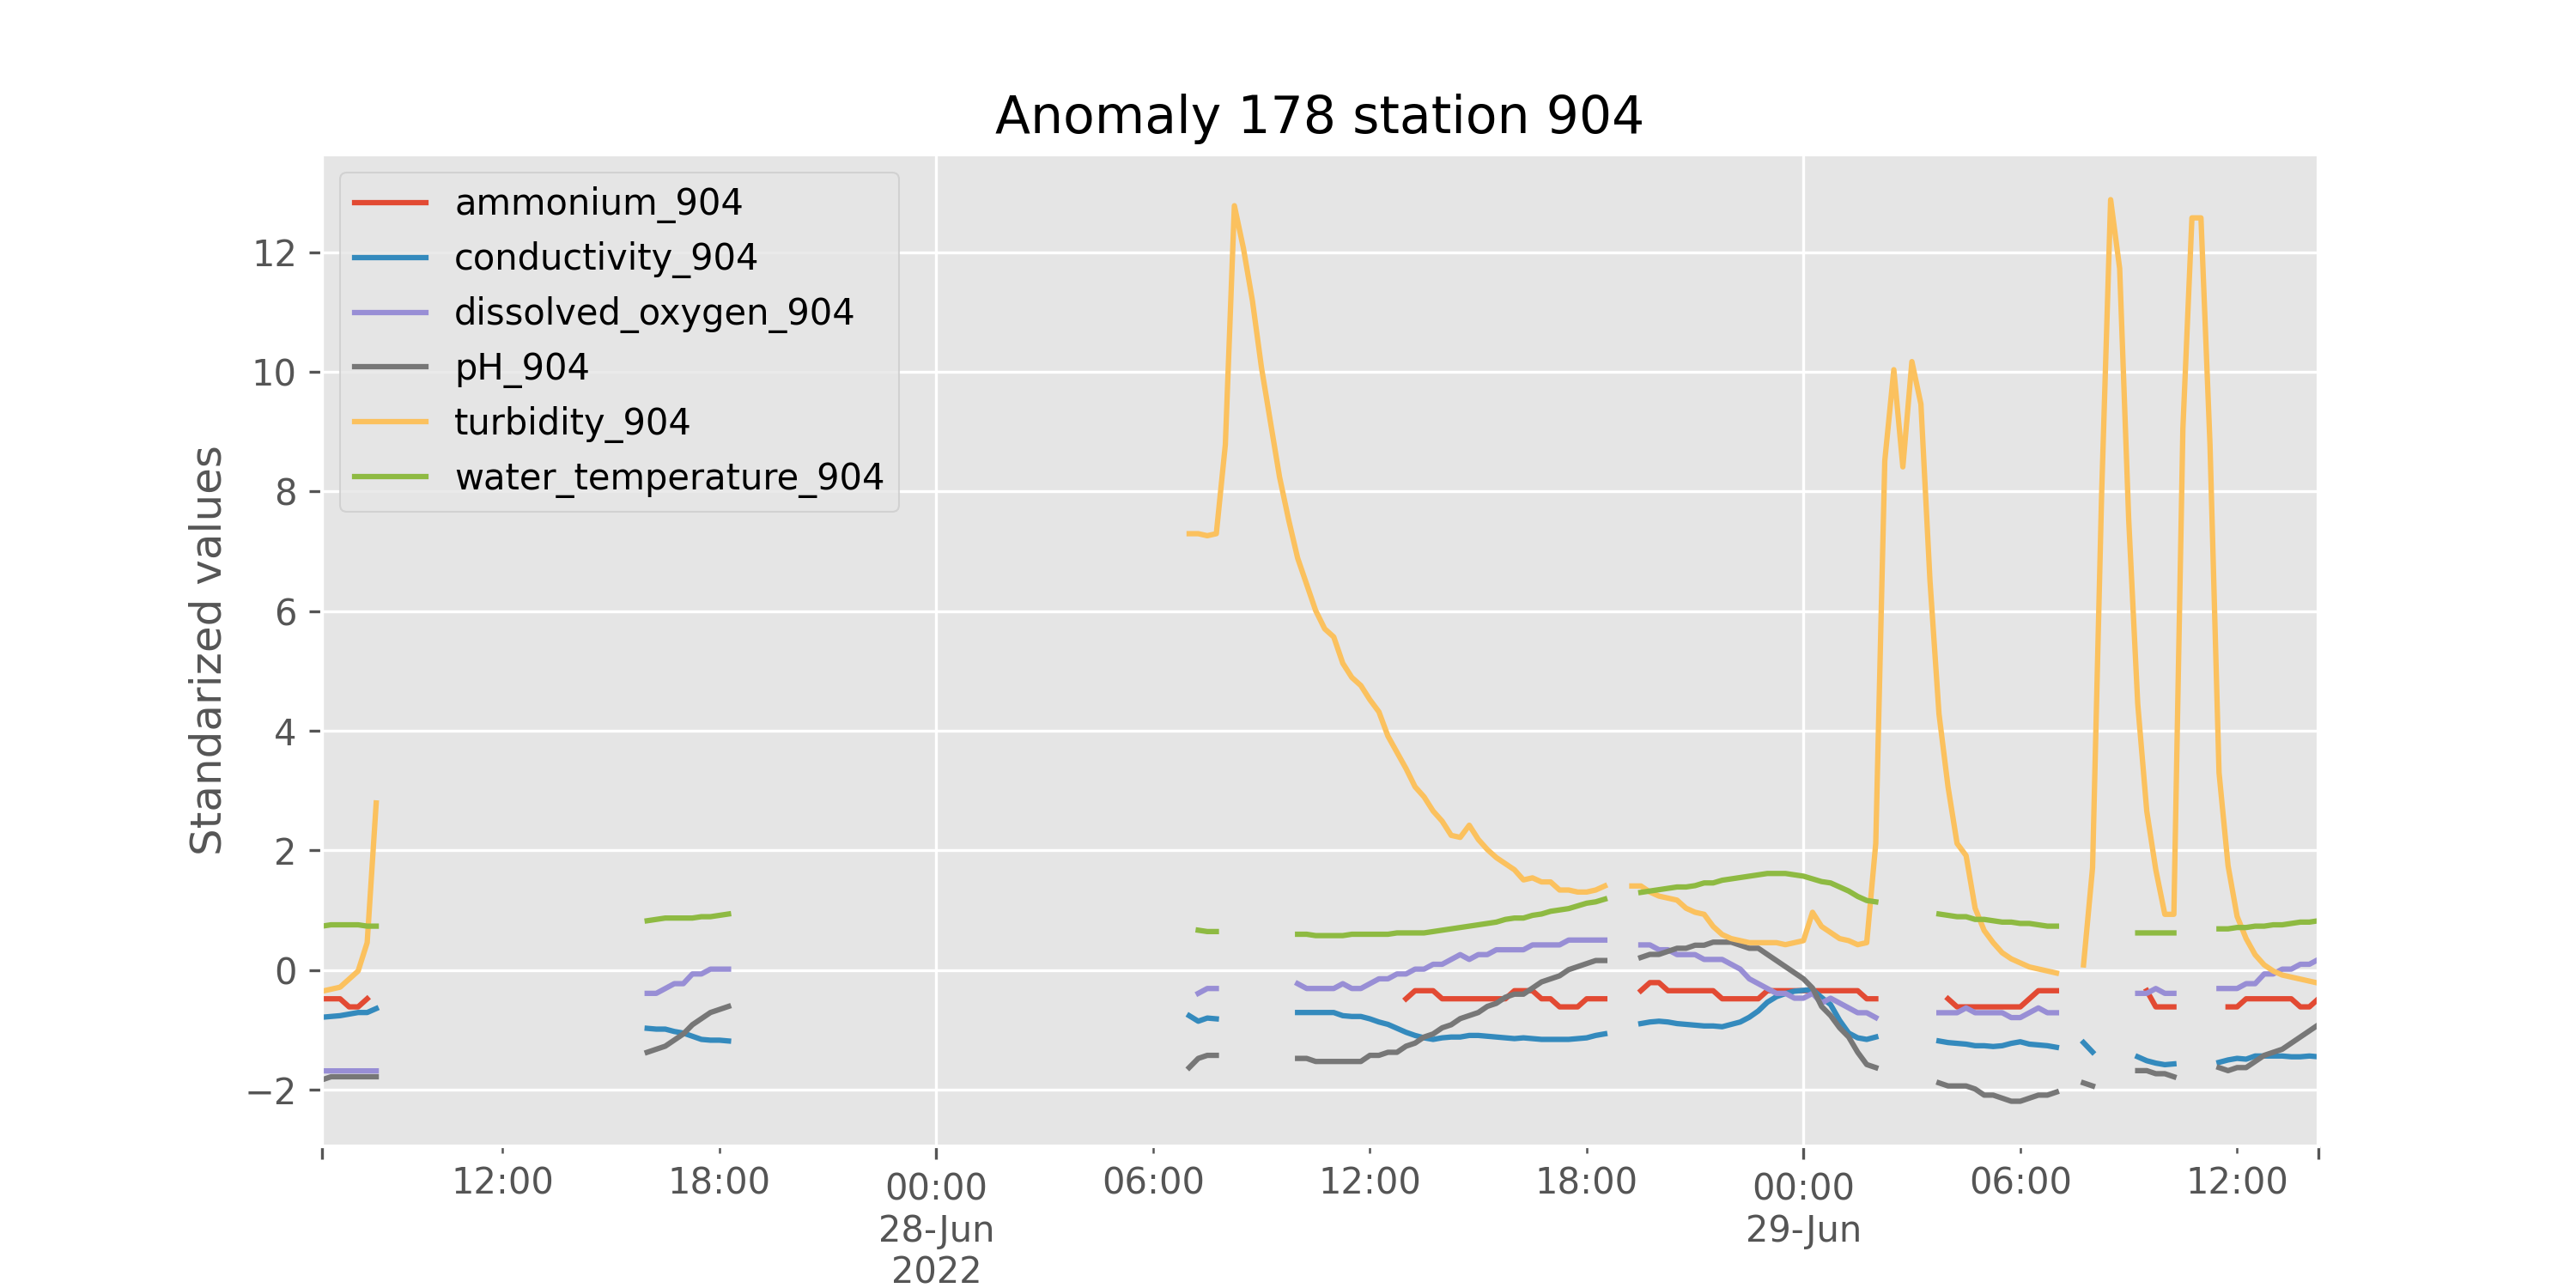 Anomaly 178 station 904
ammonium_904
conductivity_904
dissolved_oxygen_904
pH_904
turbidity_904
water_temperature_904
Standarized values
12
10
8
6
4
2
0
−2
12:00 18:00 00:00 06:00 12:00 18:00 00:00 06:00 12:00
28-Jun 29-Jun
2022